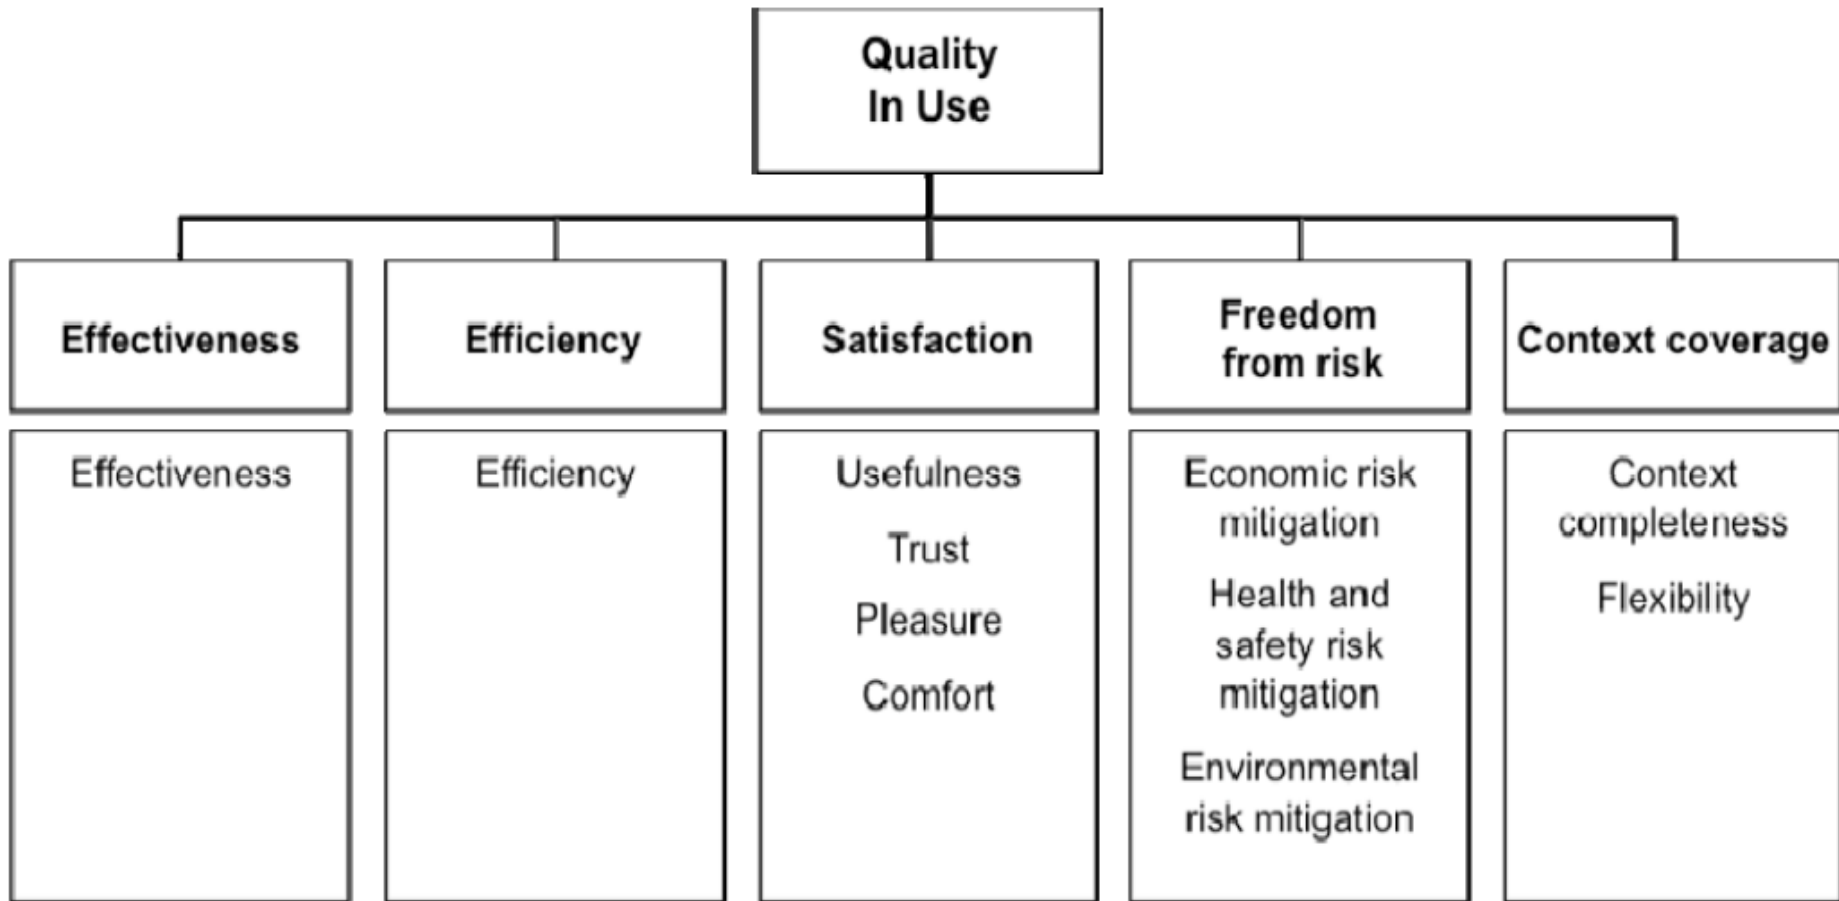 Quality
In Use
Effectiveness
Efficiency
Satisfaction
Freedom
from risk
Context coverage
Effectiveness
Efficiency
Usefulness
Trust
Pleasure
Comfort
Economic risk
mitigation
Health and
safety risk
mitigation
Environmental
risk mitigation
Context
completeness
Flexibility